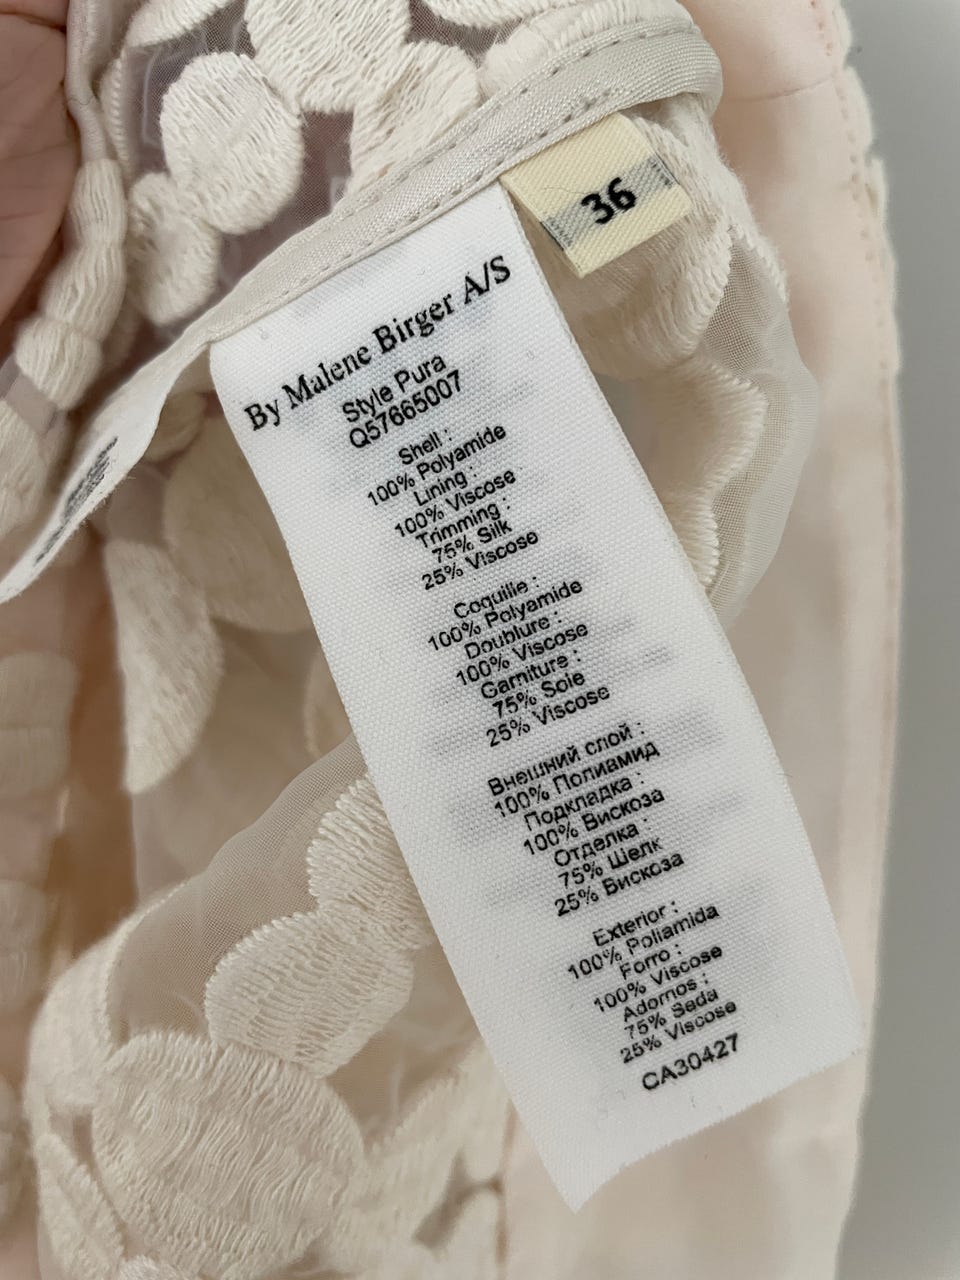 36
By Malene Birger A/S
Style Pura
Q57665007
Shell :
100% Polyamide
Lining :
100% Viscose
Trimming :
75% Silk
25% Viscose
Coquille :
100% Polyamide
Doublure :
100% Viscose
Garniture :
75% Soie
25% Viscose
Внешний слой :
100% Полиамид
Подкладка :
100% Вискоза
Отделка :
75% Шелк
25% Вискоза
Exterior :
100% Poliamida
Forro :
100% Viscose
Adornos :
75% Seda
25% Viscose
CA30427